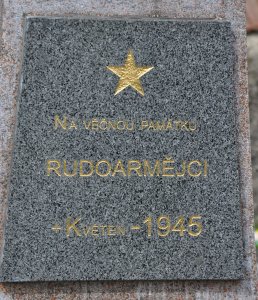 NA VĚČNOU PAMÁTKU
RUDOARMĚJCI
-KVĚTEN-1945